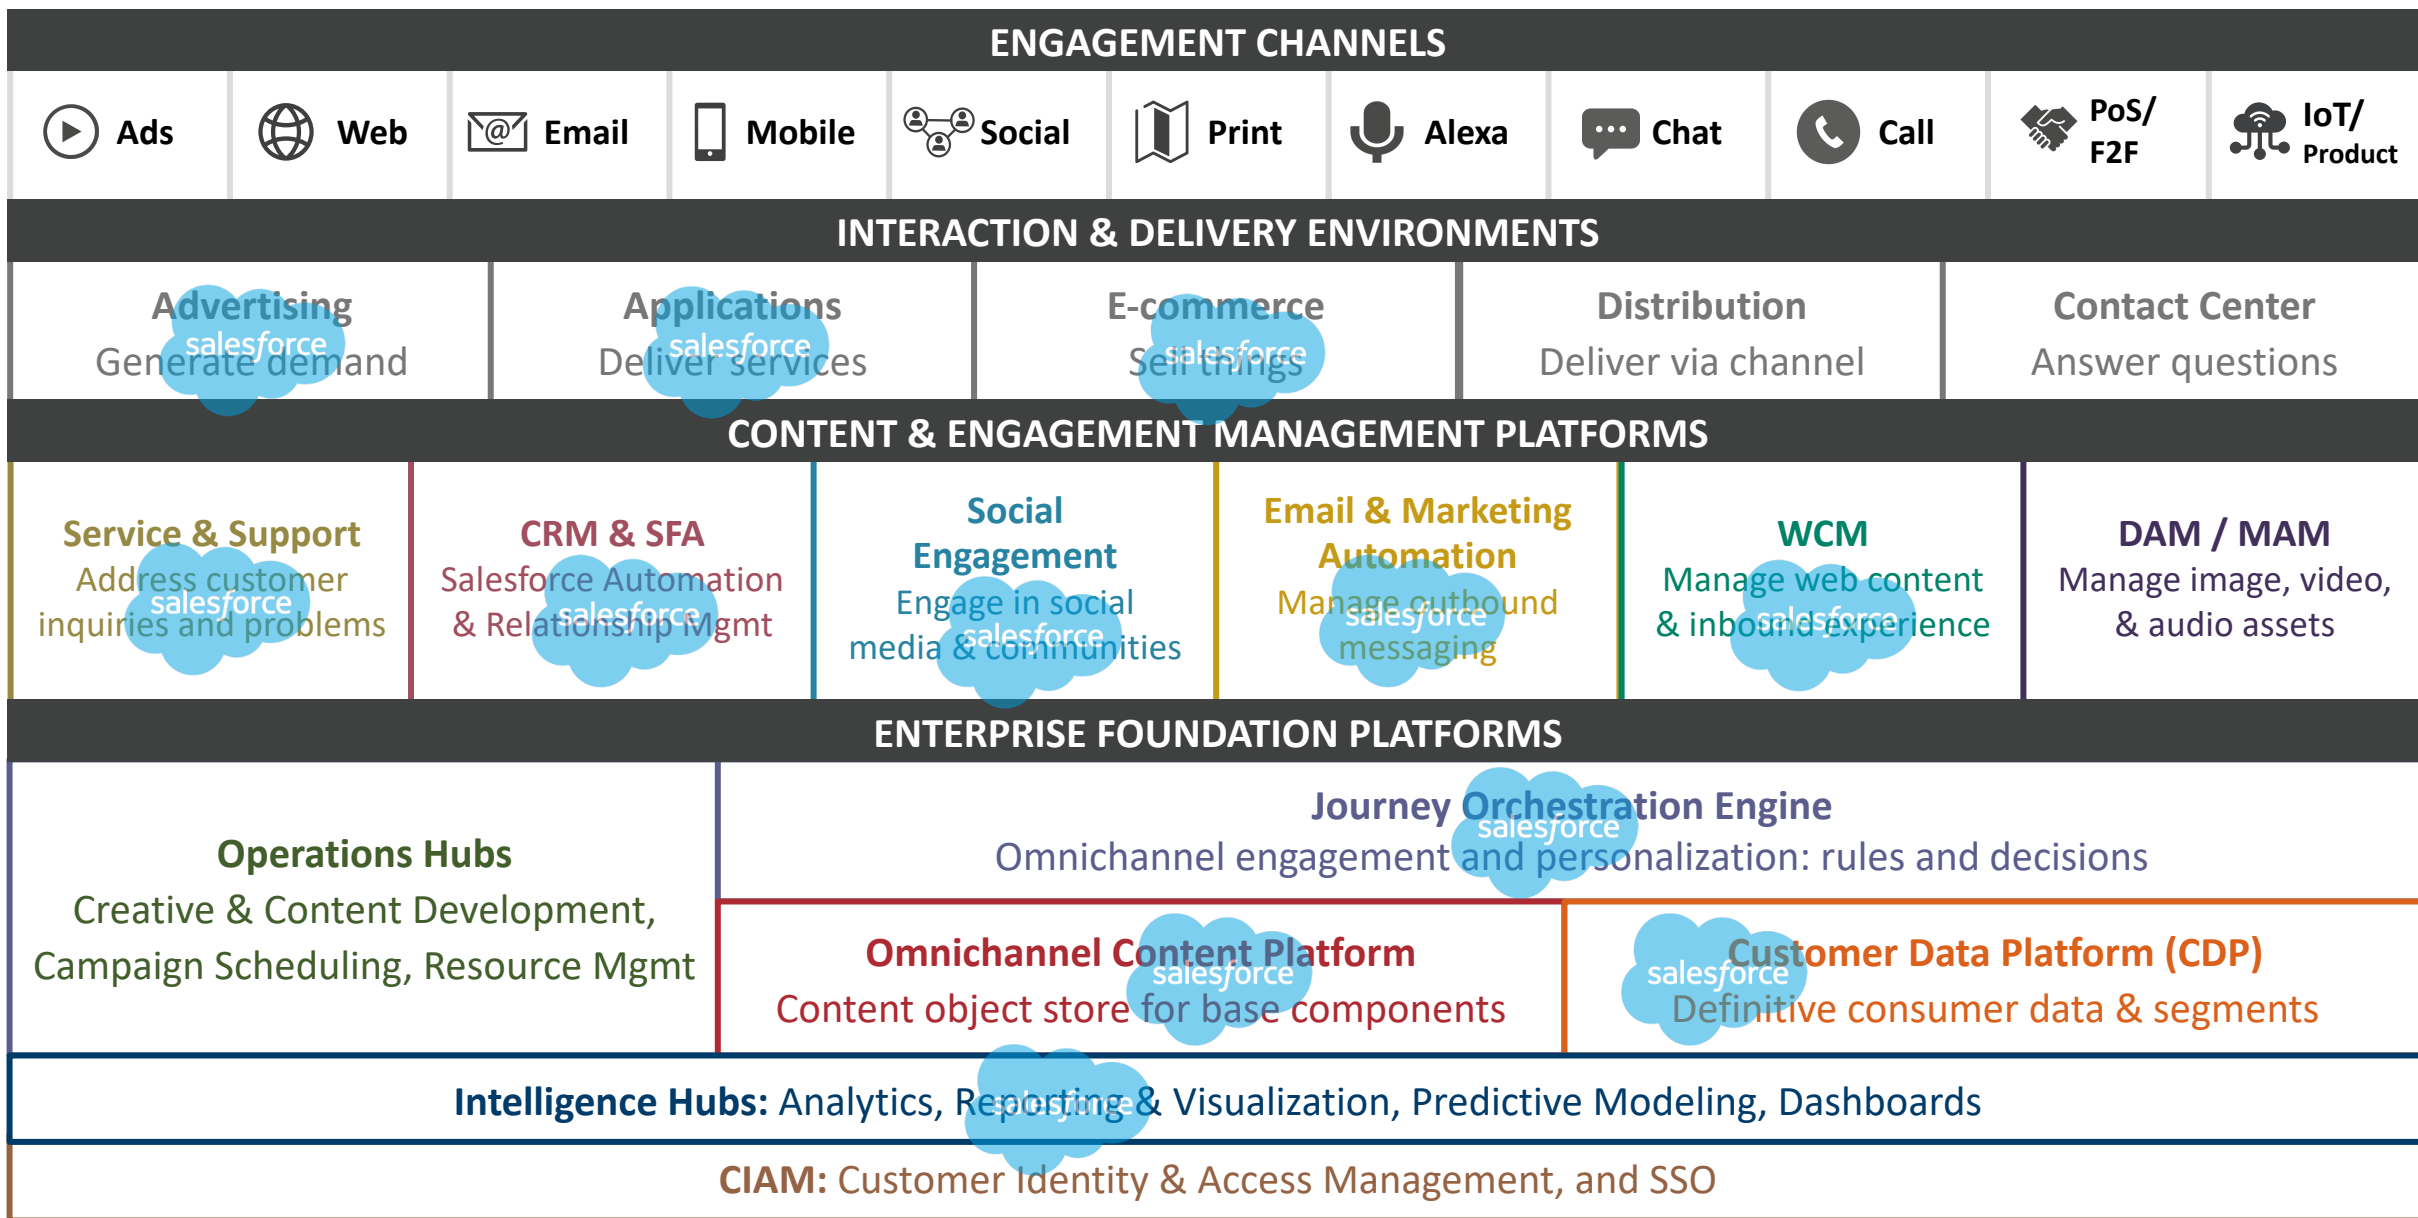 ENGAGEMENT CHANNELS
Ads
Web
Email
Mobile
Social
Print
Alexa
Chat
Call
PoS/
F2F
IoT/
Product
INTERACTION & DELIVERY ENVIRONMENTS
Advertising
Generate demand
salesforce
Applications
Deliver services
salesforce
E-commerce
Sell things
salesforce
Distribution
Deliver via channel
Contact Center
Answer questions
CONTENT & ENGAGEMENT MANAGEMENT PLATFORMS
Service & Support
Address customer
inquiries and problems
salesforce
CRM & SFA
Salesforce Automation
& Relationship Mgmt
salesforce
Social
Engagement
Engage in social
media & communities
salesforce
Email & Marketing
Automation
Manage outbound
messaging
salesforce
WCM
Manage web content
& inbound experience
salesforce
DAM / MAM
Manage image, video,
& audio assets
ENTERPRISE FOUNDATION PLATFORMS
Operations Hubs
Creative & Content Development,
Campaign Scheduling, Resource Mgmt
Journey Orchestration Engine
Omnichannel engagement and personalization: rules and decisions
salesforce
Omnichannel Content Platform
Content object store for base components
salesforce
Customer Data Platform (CDP)
Definitive consumer data & segments
salesforce
Intelligence Hubs: Analytics, Reporting & Visualization, Predictive Modeling, Dashboards
salesforce
CIAM: Customer Identity & Access Management, and SSO